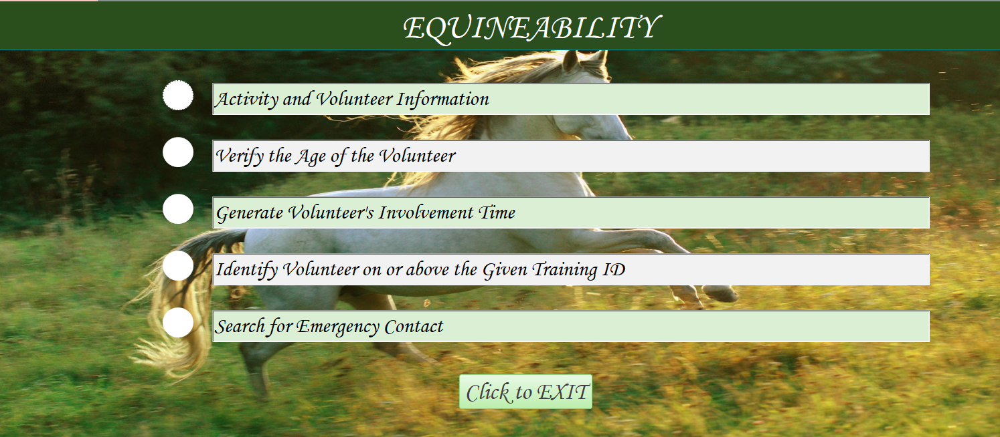 EQUINEABILITY
Activity and Volunteer Information
Verify the Age of the Volunteer
Generate Volunteer's Involvement Time
Identify Volunteer on or above the Given Training ID
Search for Emergency Contact
Click to EXIT